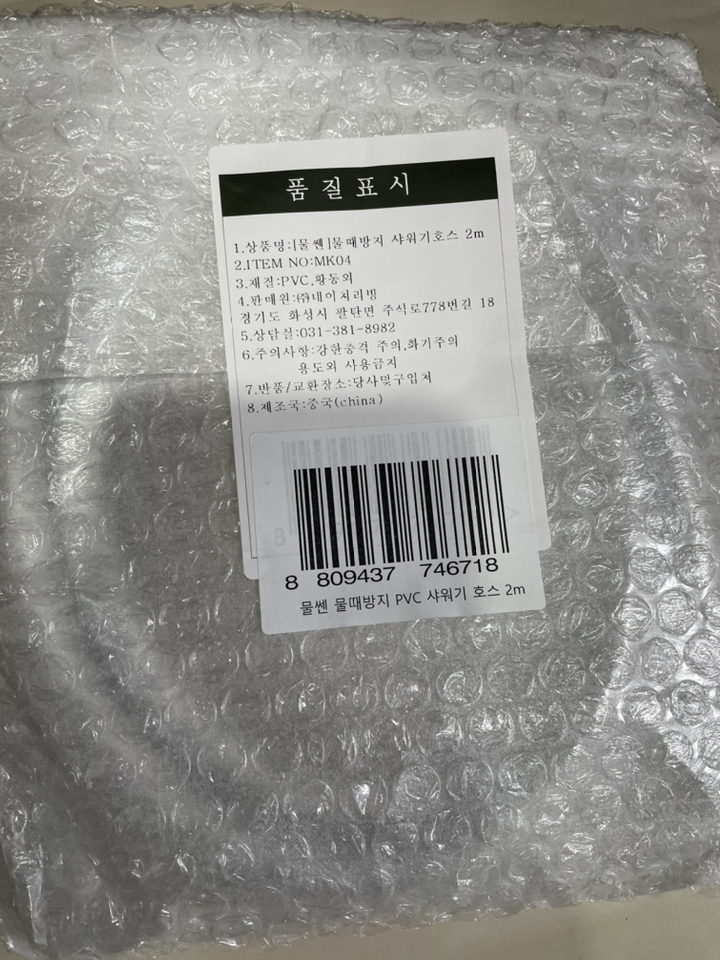 품질표시
1.상품명:[물쎈]물때방지 샤워기호스 2m
2.ITEM NO:MK04
3.재질:PVC,황동외
4.판매원:㈜네이처리빙
경기도 화성시 팔탄면 주석로778번길 18
5.상담실:031-381-8982
6.주의사항:강한충격 주의,화기주의
용도외 사용금지
7.반품/교환장소:당사및구입처
8.제조국:중국(china)
8 809437 746718
물쎈 물때방지 PVC 샤워기 호스 2m